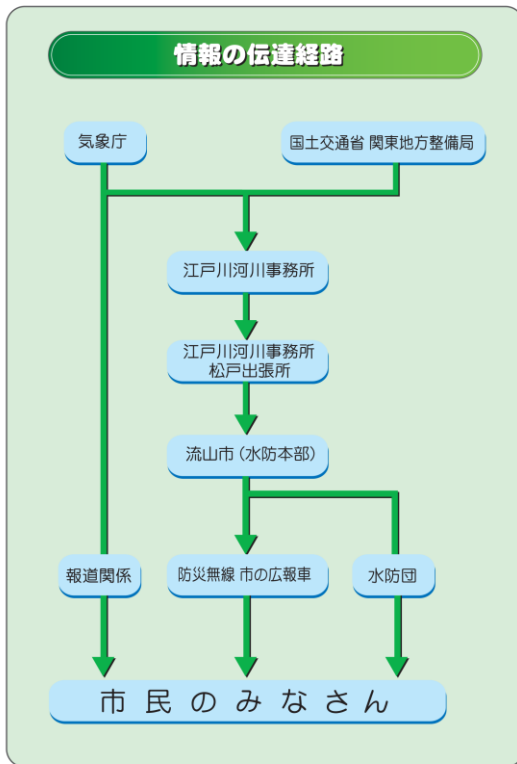 情報の伝達経路
気象庁
国土交通省 関東地方整備局
江戸川河川事務所
江戸川河川事務所
松戸出張所
流山市（水防本部）
報道関係
防災無線 市の広報車
水防団
市民のみなさん